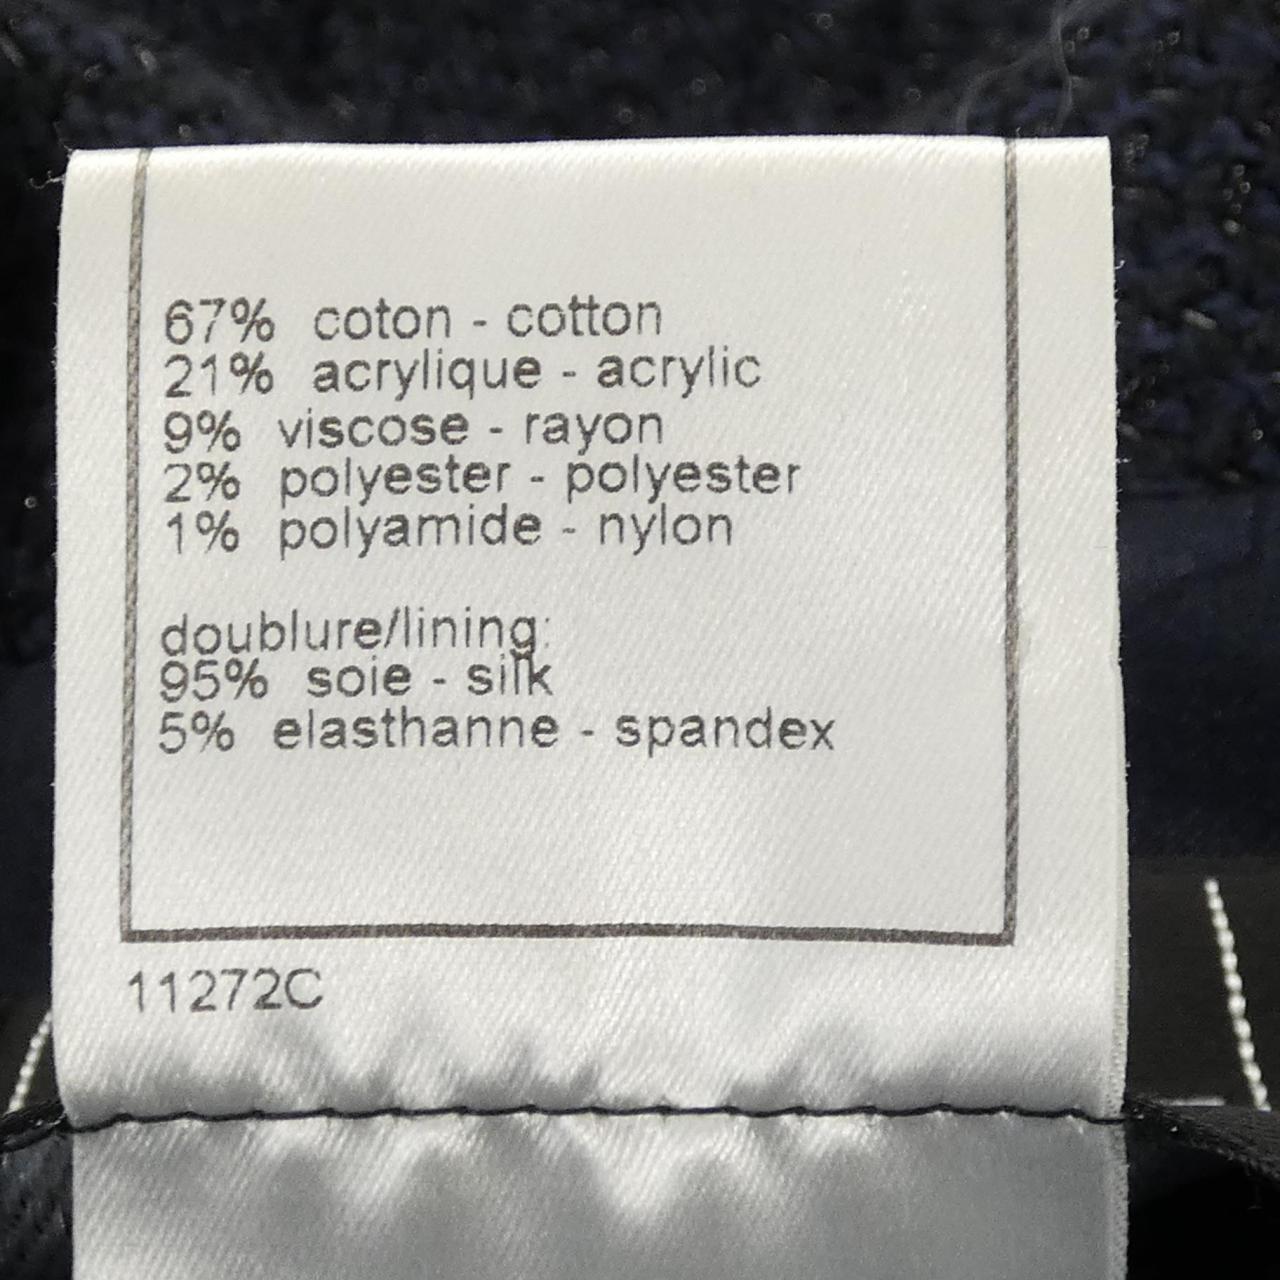 67% coton - cotton
21% acrylique - acrylic
9% viscose - rayon
2% polyester - polyester
1% polyamide - nylon
doublure/lining:
95% soie - silk
5% elasthanne - spandex
11272C